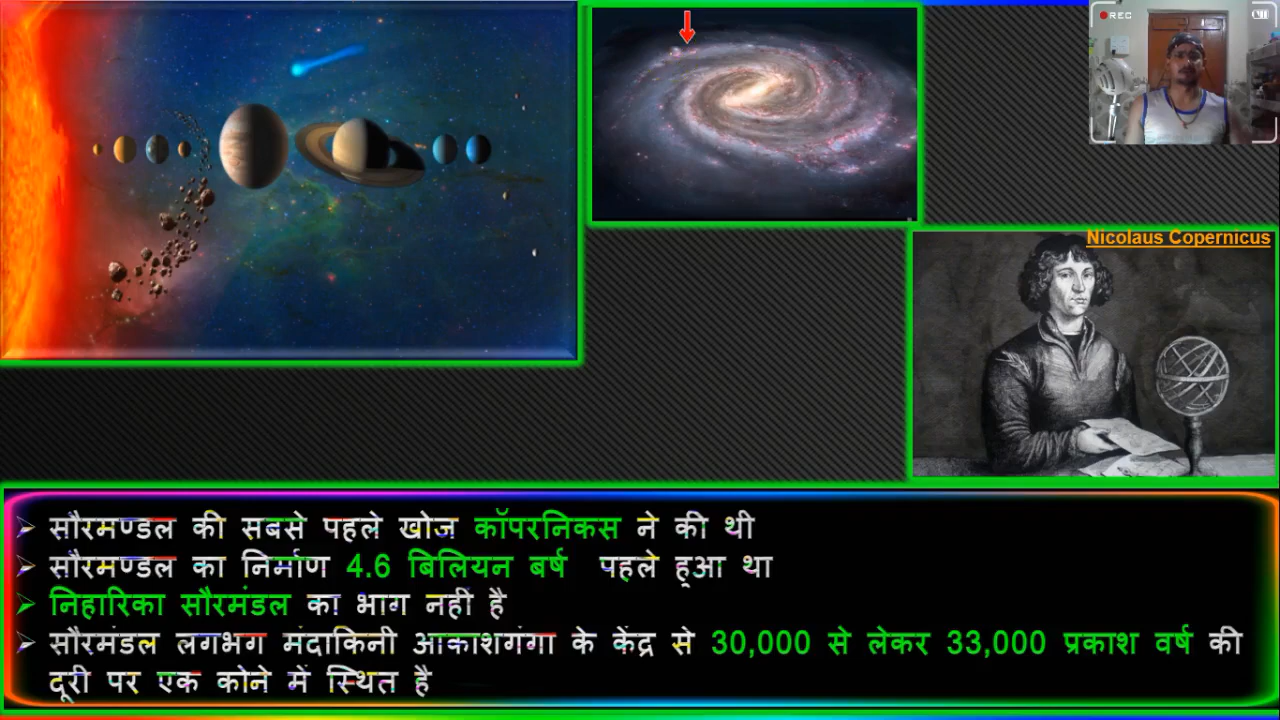 REC
Nicolaus Copernicus
सौरमण्डल की सबसे पहले खोज कॉपरनिकस ने की थी
सौरमण्डल का निर्माण 4.6 बिलियन बर्ष पहले हुआ था
निहारिका सौरमंडल का भाग नही है
सौरमंडल लगभग मंदाकिनी आकाशगंगा के केंद्र से 30,000 से लेकर 33,000 प्रकाश वर्ष की
दूरी पर एक कोने में स्थित है